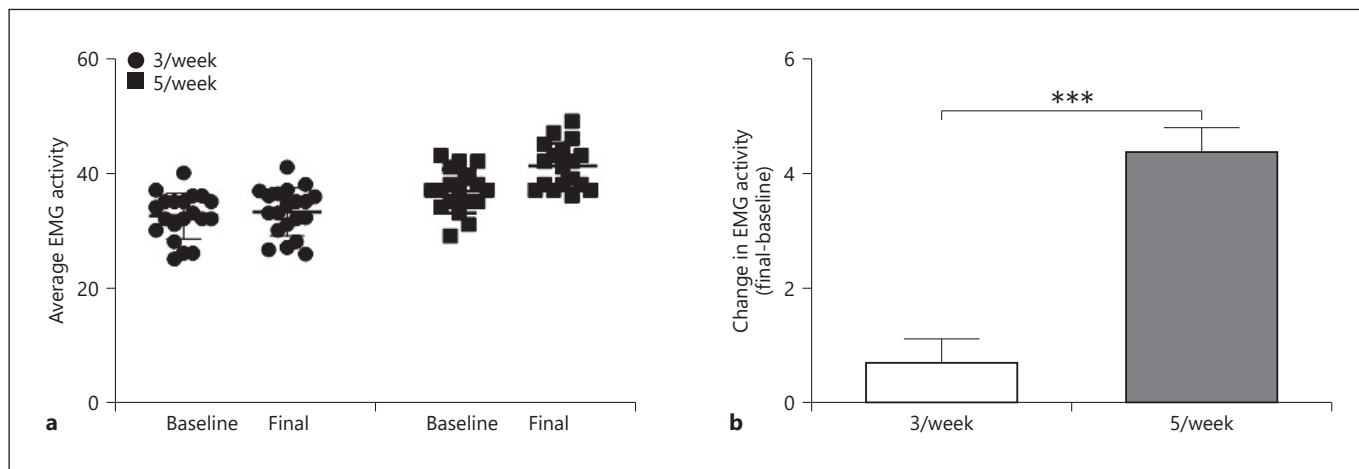 60
40
20
0
Average EMG activity
3/week
5/week
Baseline Final Baseline Final
a
6
4
2
0
Change in EMG activity
(final-baseline)
***
3/week 5/week
b